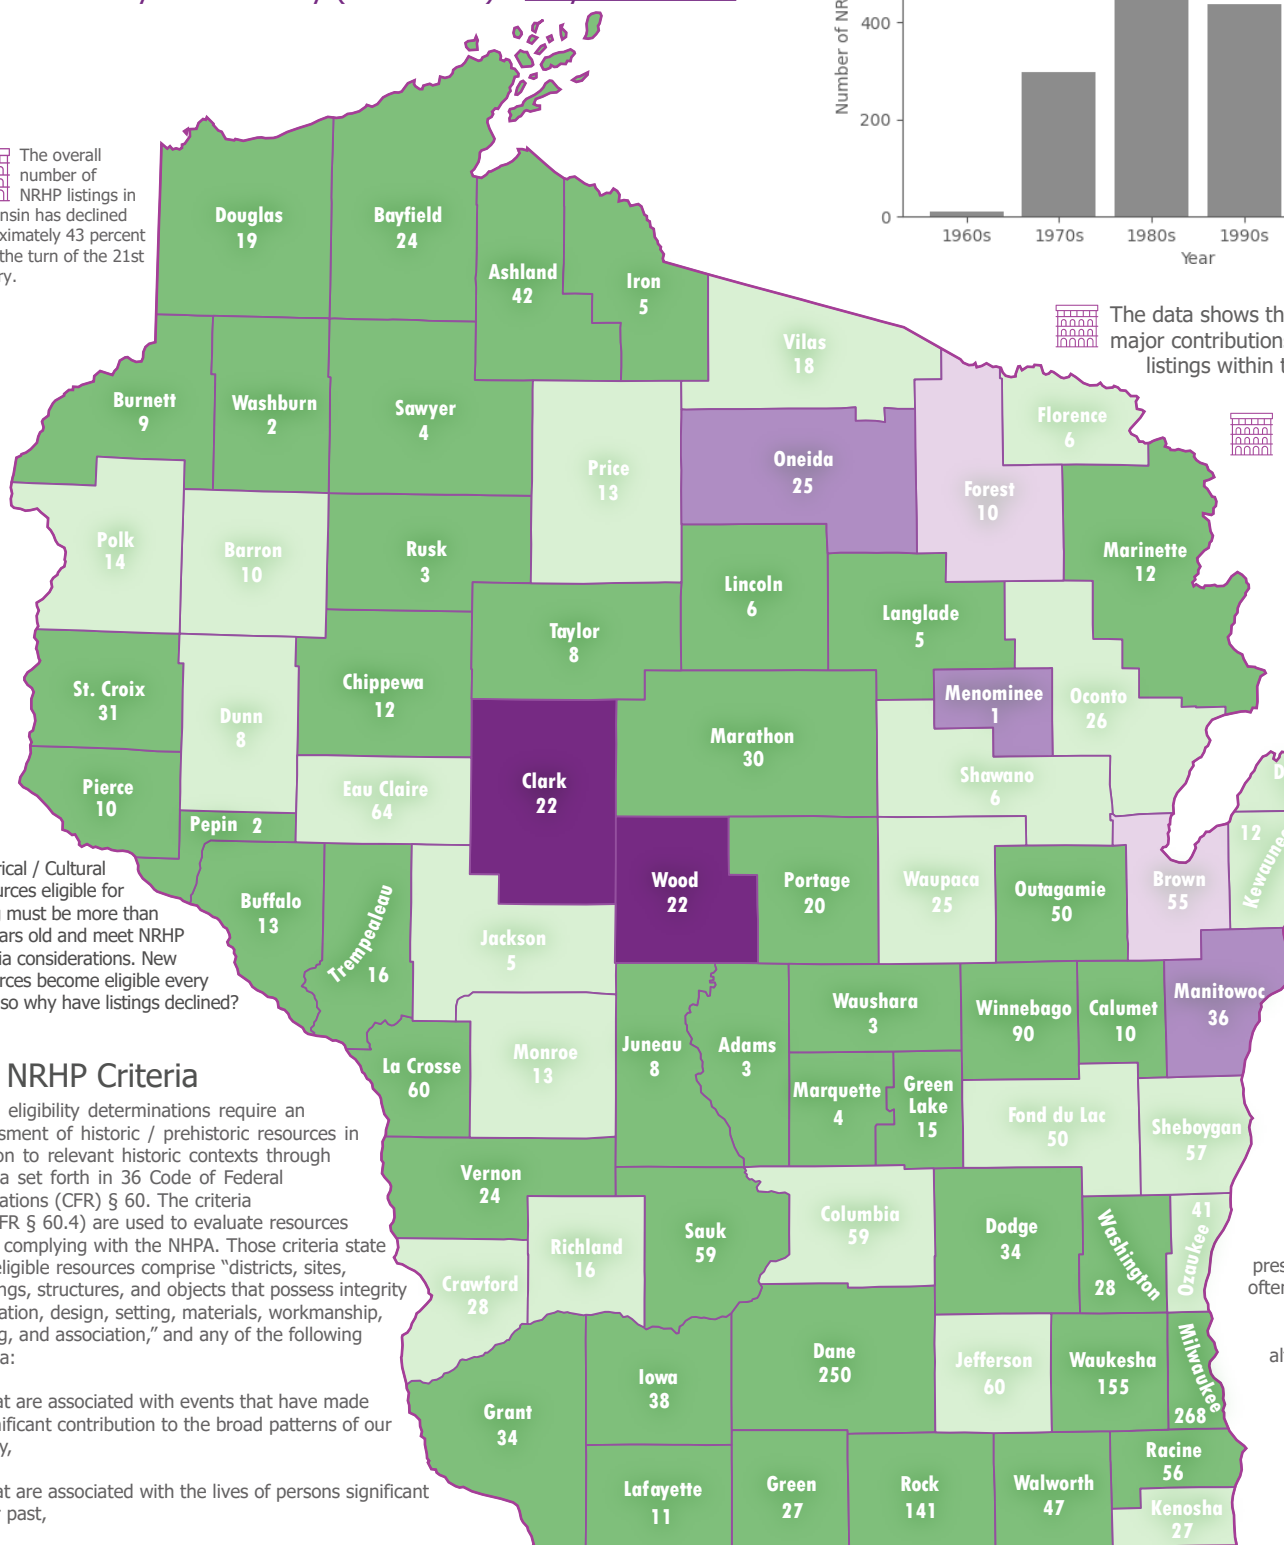 Number of NR
400
200
0
1960s 1970s 1980s 1990s
Year
The overall
number of
NRHP listings in
nsin has declined
ximately 43 percent
the turn of the 21st
ry.
The data shows th
major contribution
listings within t
Douglas
19
Bayfield
24
Ashland
42
Iron
5
Vilas
18
Burnett
9
Washburn
2
Sawyer
4
Price
13
Oneida
25
Forest
10
Florence
6
Marinette
12
Polk
14
Barron
10
Rusk
3
Lincoln
6
Langlade
5
Taylor
8
Menominee
1
Oconto
26
St. Croix
31
Dunn
8
Chippewa
12
Marathon
30
Shawano
6
Pierce
10
Pepin 2
Eau Claire
64
Clark
22
D
Wood
22
Portage
20
Waupaca
25
Outagamie
50
Brown
55
12
Kewaune
Buffalo
13
Trempealeau
16
Jackson
5
rical / Cultural
urces eligible for
g must be more than
ars old and meet NRHP
ia considerations. New
rces become eligible every
so why have listings declined?
Waushara
3
Winnebago
90
Calumet
10
Manitowoc
36
La Crosse
60
Monroe
13
Juneau
8
Adams
3
Marquette
4
Green
Lake
15
Fond du Lac
50
Sheboygan
57
Vernon
24
Richland
16
Sauk
59
Columbia
59
Dodge
34
Washington
28
41
Ozaukee
Crawford
28
NRHP Criteria
eligibility determinations require an
sment of historic / prehistoric resources in
on to relevant historic contexts through
a set forth in 36 Code of Federal
ations (CFR) § 60. The criteria
FR § 60.4) are used to evaluate resources
complying with the NHPA. Those criteria state
eligible resources comprise “districts, sites,
ngs, structures, and objects that possess integrity
ation, design, setting, materials, workmanship,
g, and association,” and any of the following
a:
at are associated with events that have made
nificant contribution to the broad patterns of our
y,
at are associated with the lives of persons significant
past,
Grant
34
Iowa
38
Dane
250
Jefferson
60
Waukesha
155
Milwaukee
268
Lafayette
11
Green
27
Rock
141
Walworth
47
Racine
56
Kenosha
27
pres
often
al